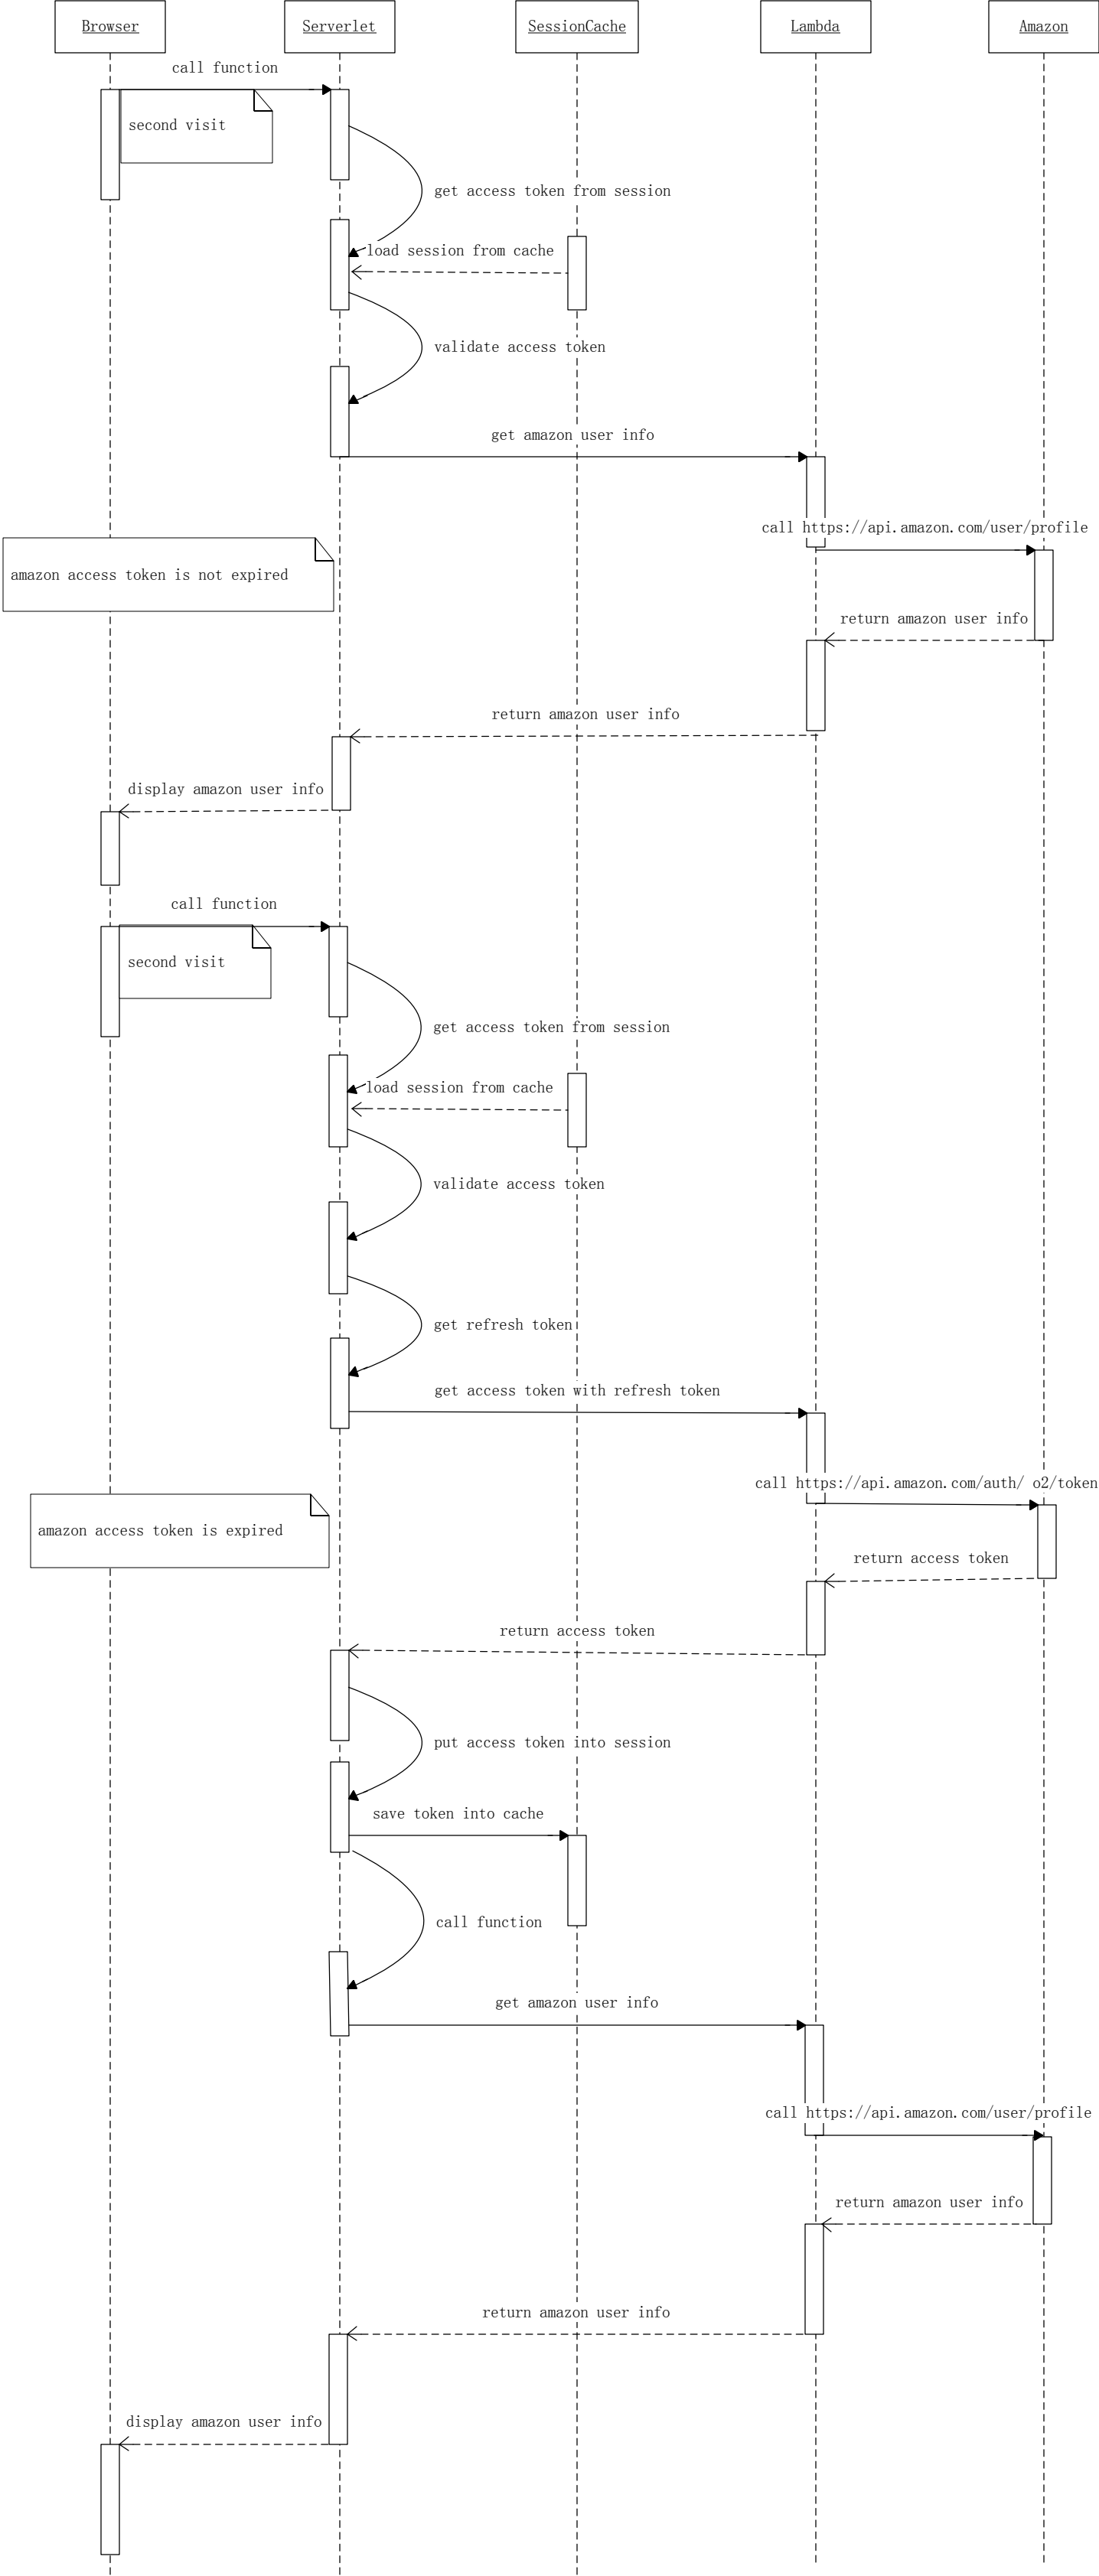 Browser
Serverlet
SessionCache
Lambda
Amazon
call function
second visit
get access token from session
load session from cache
validate access token
get amazon user info
call https://api.amazon.com/user/profile
amazon access token is not expired
return amazon user info
return amazon user info
display amazon user info
call function
second visit
get access token from session
load session from cache
validate access token
get refresh token
get access token with refresh token
call https://api.amazon.com/auth/ o2/token
amazon access token is expired
return access token
return access token
put access token into session
save token into cache
call function
get amazon user info
call https://api.amazon.com/user/profile
return amazon user info
return amazon user info
display amazon user info